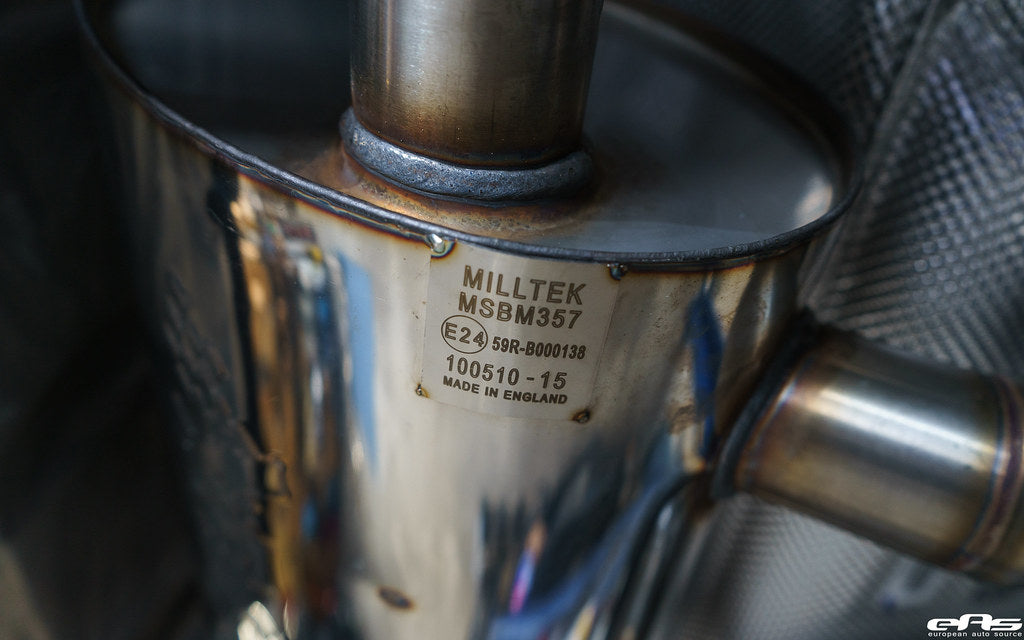 MILLTEK
MSBM357
E24 59R-B000138
100510-15
MADE IN ENGLAND
eAs
european auto source